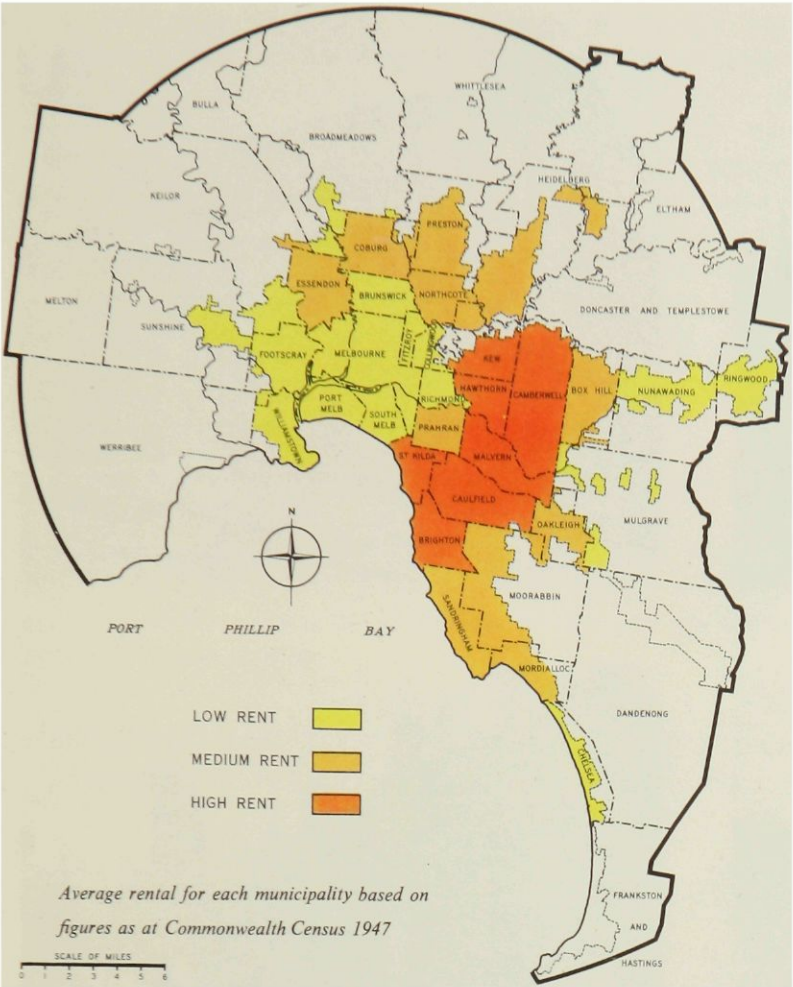 WHITTLESEA
BULLA
BROADMEADOWS
HEIDELBERG
KEILOR
ELTHAM
PRESTON
COBURG
ESSENDON
MELTON
BRUNSWICK
NORTHCOTE
DONCASTER AND TEMPLESTOWE
SUNSHINE
FOOTSCRAY
MELBOURNE
FITZROY
COLLINGWOOD
KEW
HAWTHORN
CAMBERWELL
BOX HILL
NUNAWADING
RINGWOOD
RICHMOND
PORT
MELB
SOUTH
MELB
PRAHRAN
WILLIAMSTOWN
WERRIBEE
ST KILDA
MALVERN
CAULFIELD
OAKLEIGH
MULGRAVE
N
BRIGHTON
MOORABBIN
SANDRINGHAM
PORT PHILLIP BAY
MORDIALLOC
DANDENONG
CHELSEA
LOW RENT
MEDIUM RENT
HIGH RENT
FRANKSTON
AND
HASTINGS
Average rental for each municipality based on
figures as at Commonwealth Census 1947
SCALE OF MILES
0 1 2 3 4 5 6